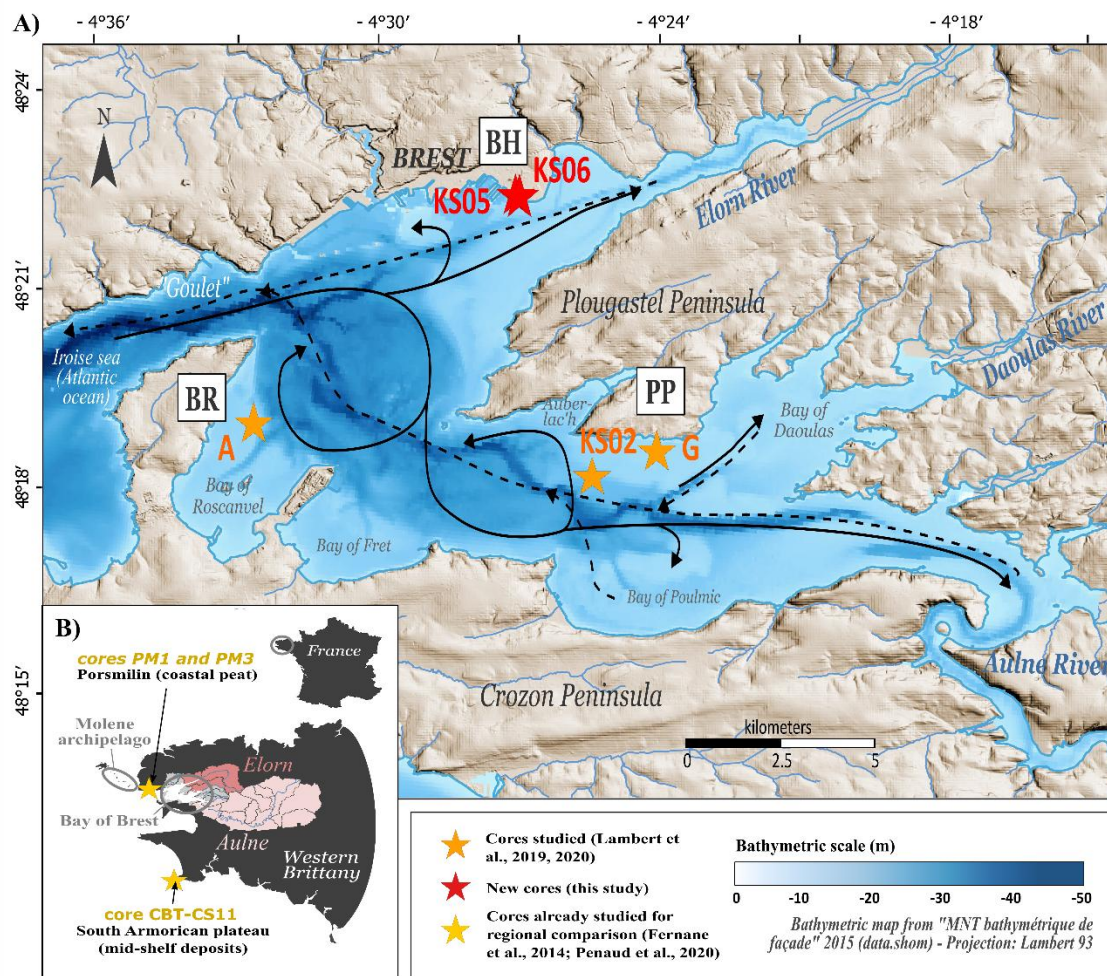 A)
- 4°36′
- 4°30′
- 4°24′
- 4°18′
48°24′
48°21′
48°18′
48°15′
N
BH
BREST
KS06
KS05
Elorn River
"Goulet"
Plougastel Peninsula
Iroise sea
(Atlantic
ocean)
Daoulas River
BR
PP
Auber-
lac'h
Bay of
Daoulas
A
KS02
G
Bay of
Roscanvel
Bay of Fret
Bay of Poulmic
Aulne River
Crozon Peninsula
kilometers
0 2.5 5
B)
cores PM1 and PM3
Porsmilin (coastal peat)
France
Molene
archipelago
Elorn
Bay of Brest
Aulne
Western
Brittany
core CBT-CS11
South Armorican plateau
(mid-shelf deposits)
Cores studied (Lambert
et al., 2019, 2020)
New cores (this study)
Cores already studied for
regional comparison (Fernane
et al., 2014; Penaud et al., 2020)
Bathymetric scale (m)
-0 -10 -20 -30 -40 -50
Bathymetric map from "MNT bathymétrique de
façade" 2015 (data.shom) - Projection: Lambert 93